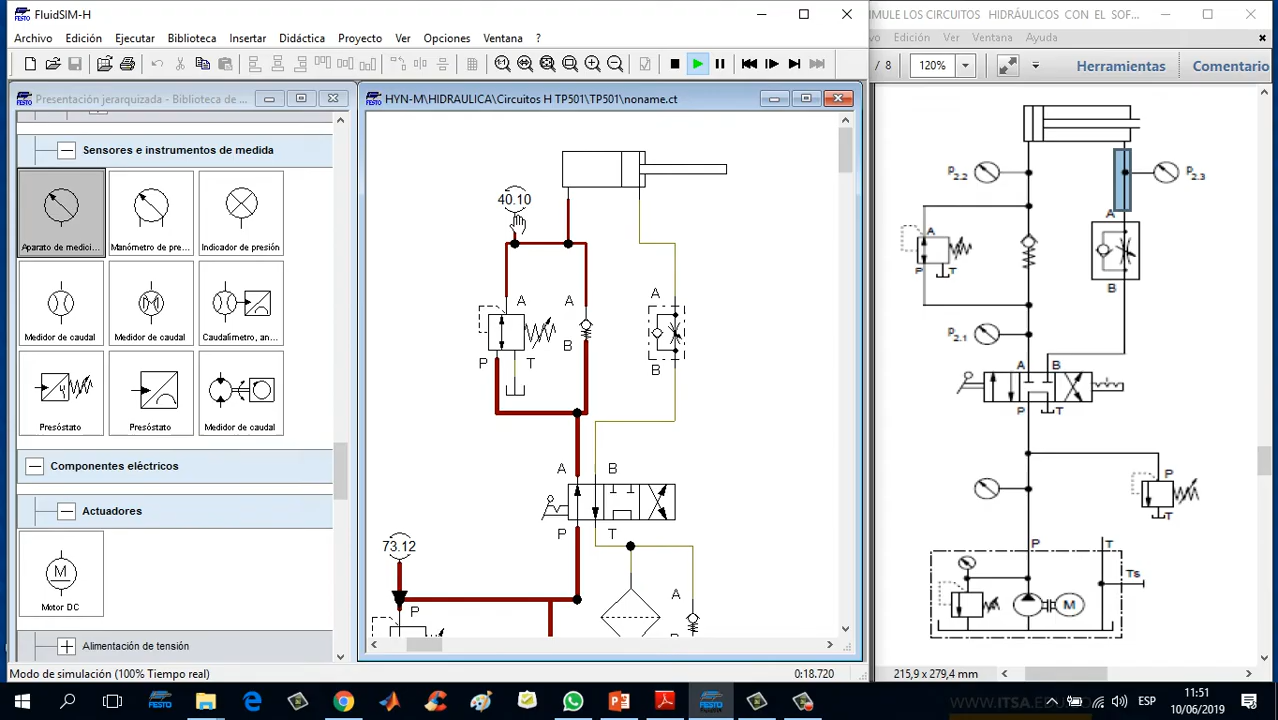 FESTO FluidSIM-H
MULE LOS CIRCUITOS HIDRÁULICOS CON EL SOF...
Archivo Edición Ejecutar Biblioteca Insertar Didáctica Proyecto Ver Opciones Ventana ?
Edición Ver Ventana Ayuda
/ 8 120% Herramientas Comentario
FESTO Presentación jerarquizada - Biblioteca de...
FESTO HYN-M\HIDRAULICA\Circuitos H TP501\TP501\noname.ct
Sensores e instrumentos de medida
Aparato de medici... Manómetro de pre... Indicador de presión
Medidor de caudal Medidor de caudal Caudalímetro, an...
Presóstato Presóstato Medidor de caudal
Componentes eléctricos
Actuadores
M
Motor DC
Alimentación de tensión
40.10
A A A
B
P T B
A B
P T
73.12
P
A
P2.2 P2.3
A
A
P T
B
P2.1
A B
P T
P
T
P T
Ts
M
Modo de simulación (100% Tiempo real) 0:18.720
215,9 x 279,4 mm
FESTO FESTO
ESP
11:51
10/06/2019